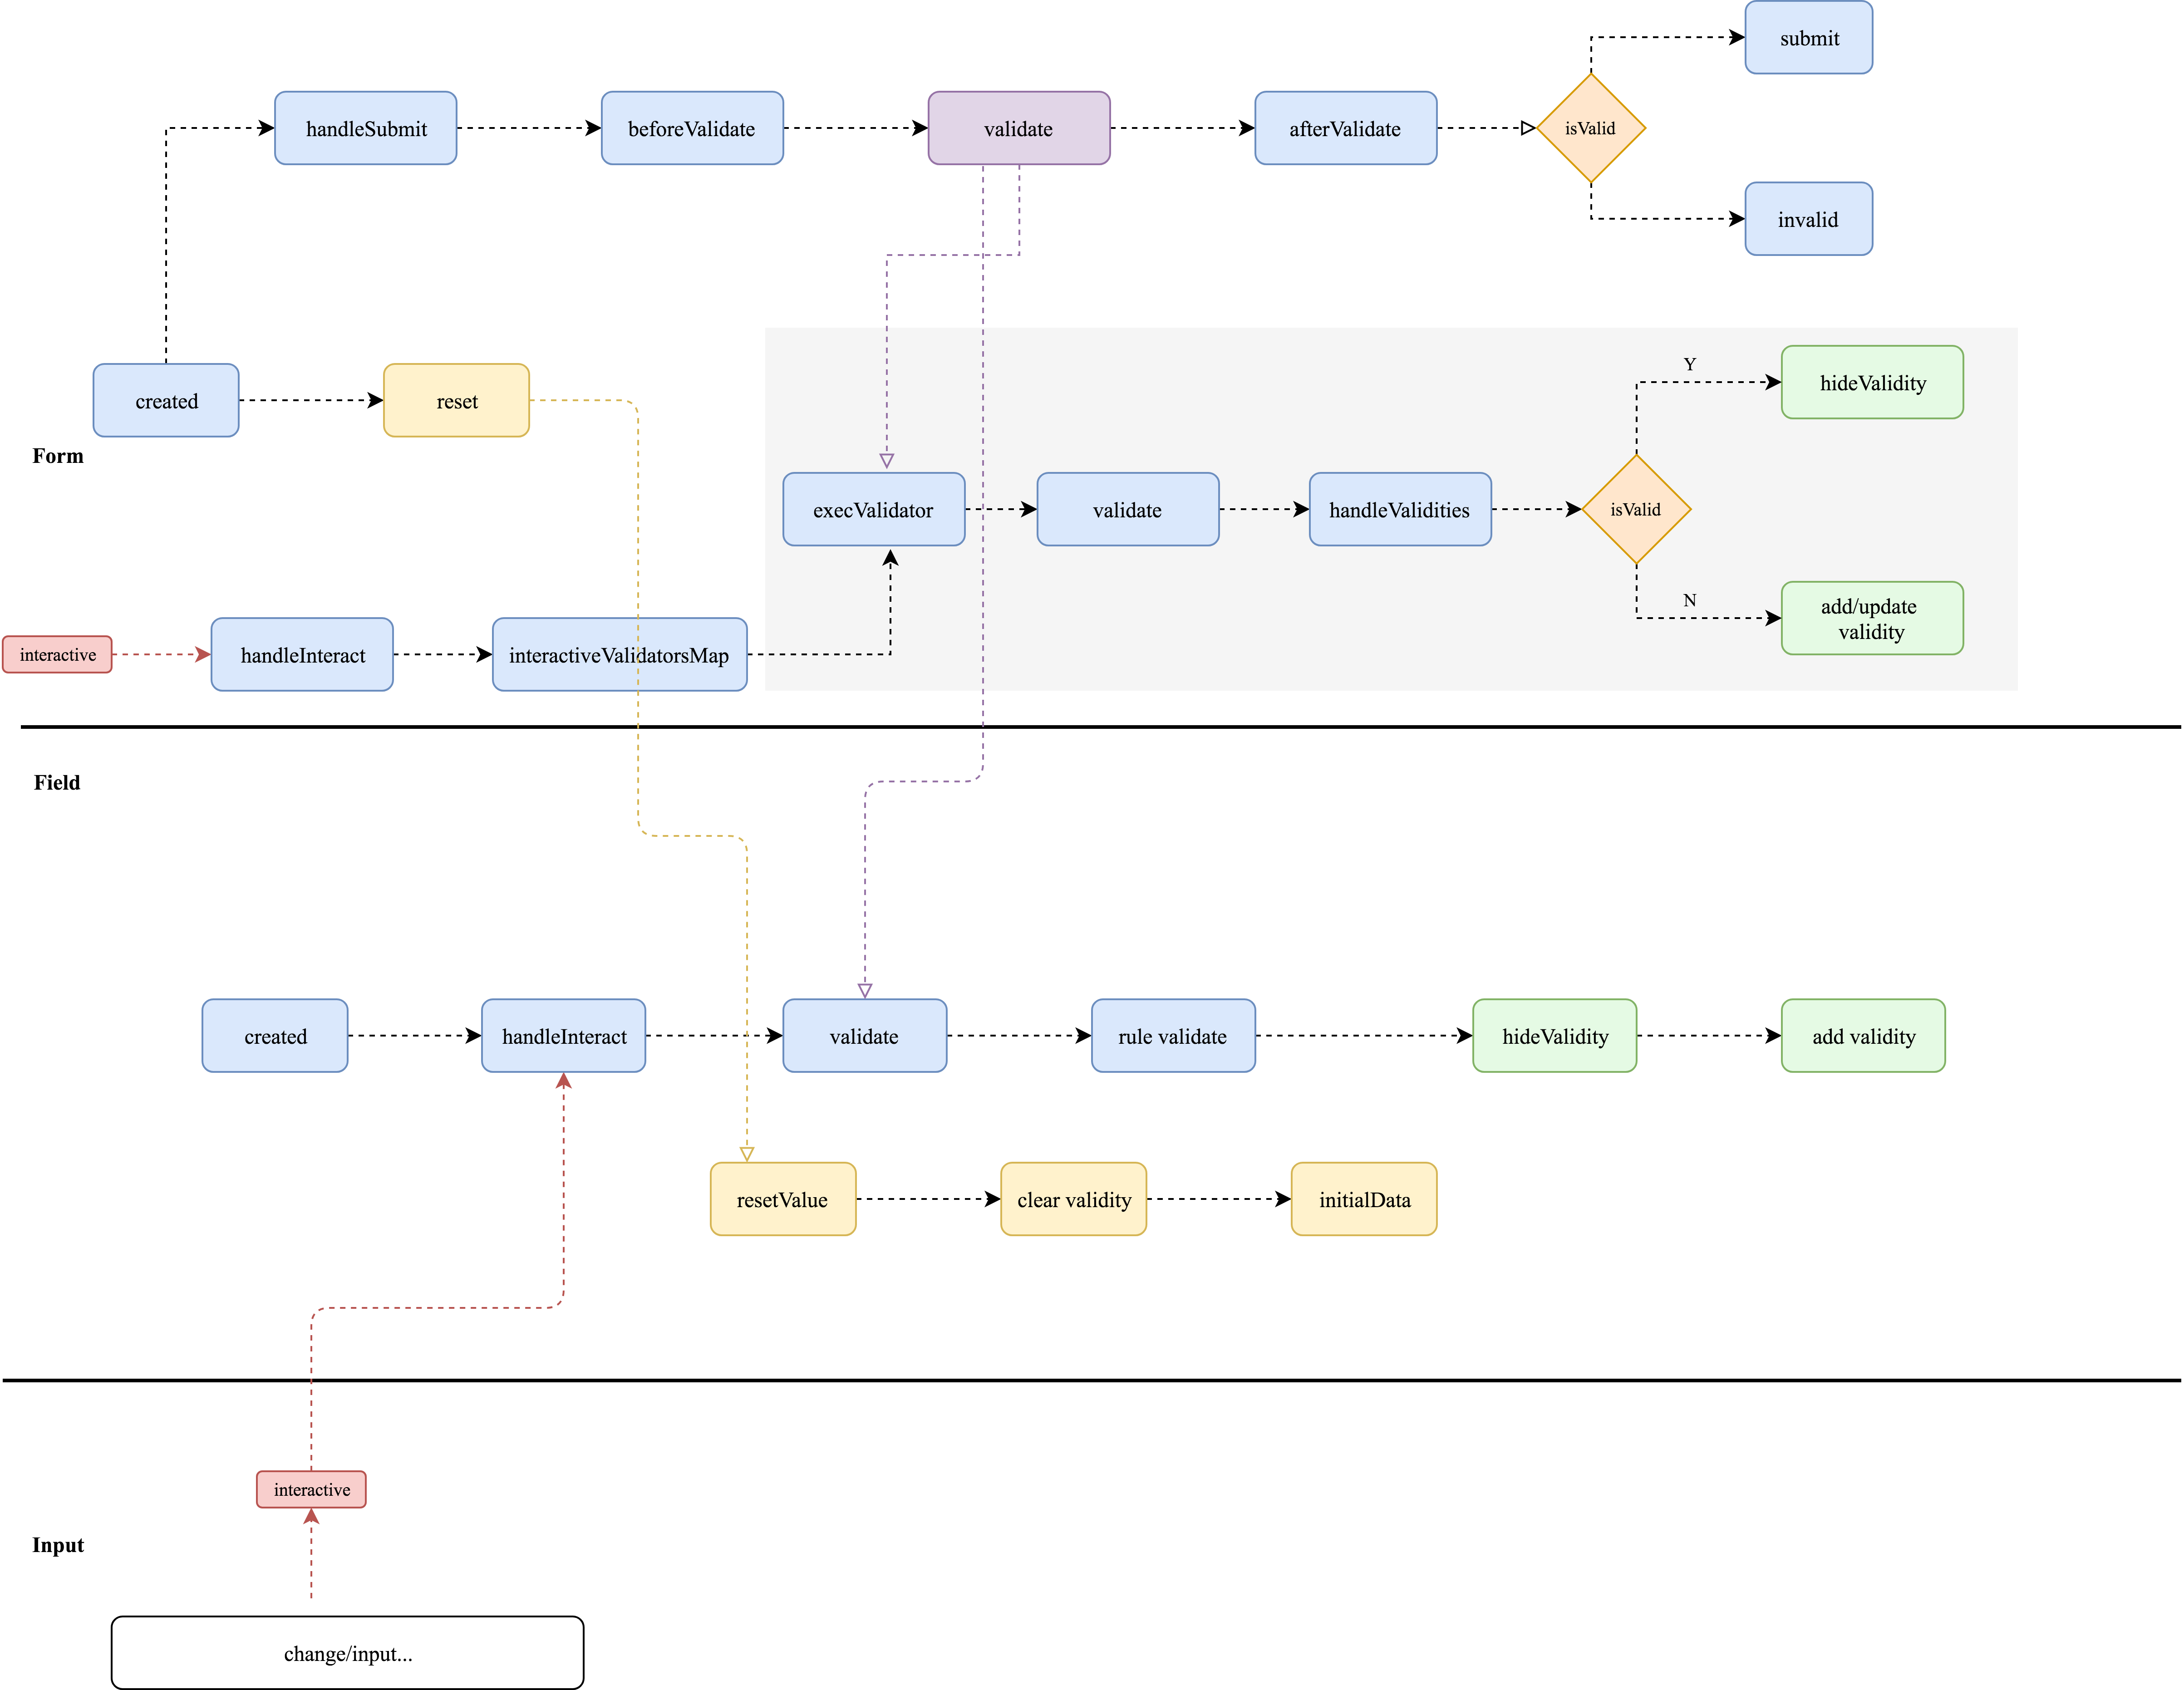 submit
handleSubmit
beforeValidate
validate
afterValidate
isValid
invalid
created
reset
Y
hideValidity
Form
execValidator
validate
handleValidities
isValid
N
add/update
validity
interactive
handleInteract
interactiveValidatorsMap
Field
created
handleInteract
validate
rule validate
hideValidity
add validity
resetValue
clear validity
initialData
interactive
Input
change/input...